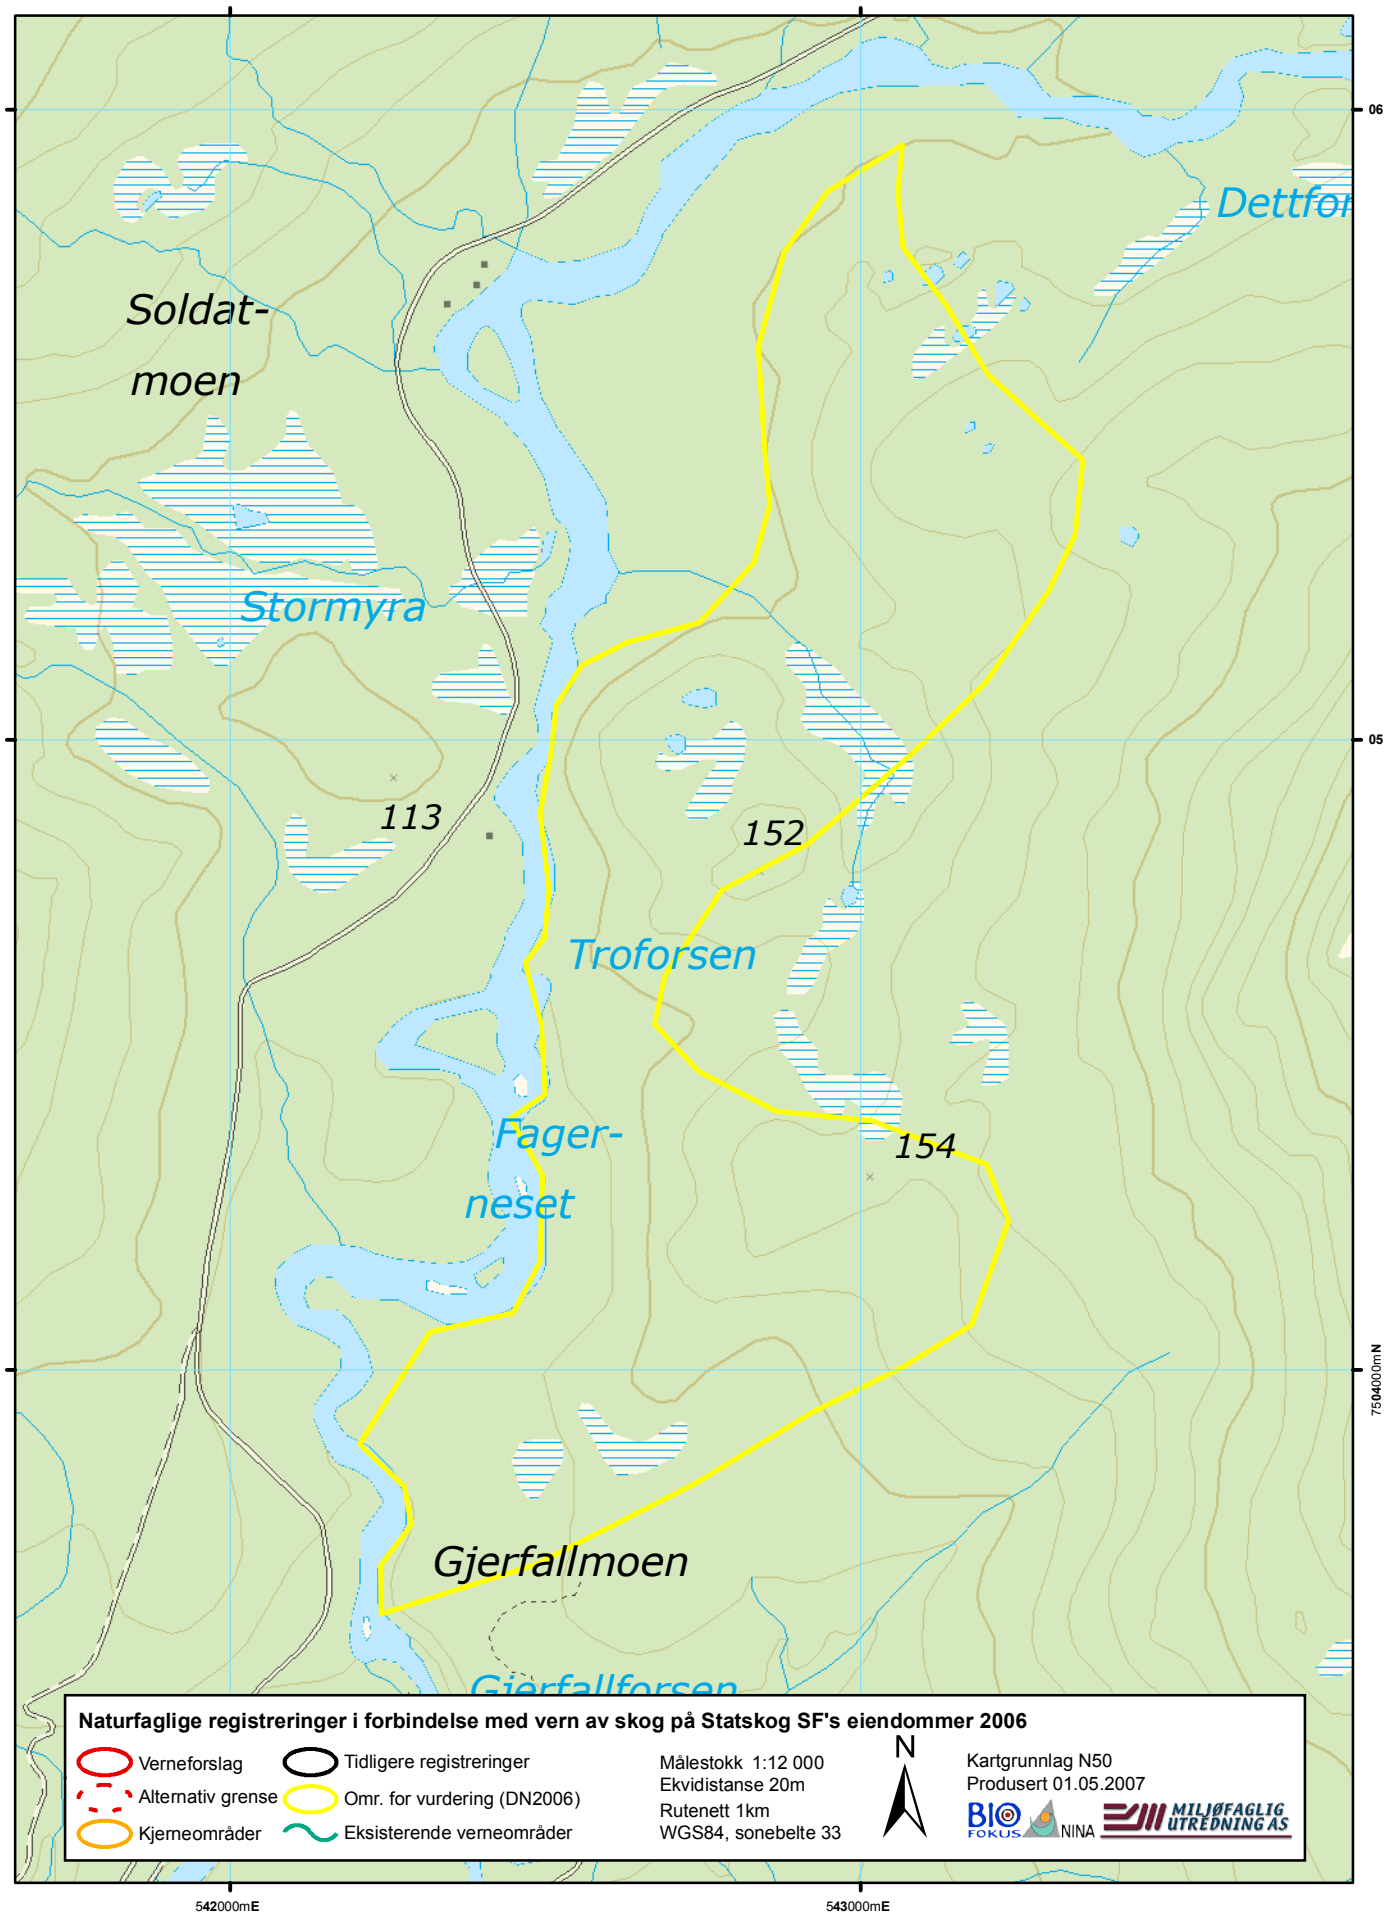 06
Dettfor
Soldat-
moen
Stormyra
05
113
152
Troforsen
Fager-
154
neset
7504000mN
Gjerfallmoen
Gjerfallforsen
Naturfaglige registreringer i forbindelse med vern av skog på Statskog SF's eiendommer 2006
Verneforslag
Alternativ grense
Kjerneområder
Tidligere registreringer
Omr. for vurdering (DN2006)
Eksisterende verneområder
Målestokk 1:12 000
Ekvidistanse 20m
Rutenett 1km
WGS84, sonebelte 33
N
Kartgrunnlag N50
Produsert 01.05.2007
BIO
FOKUS
NINA
MILJØFAGLIG
UTREDNING AS
542000mE
543000mE